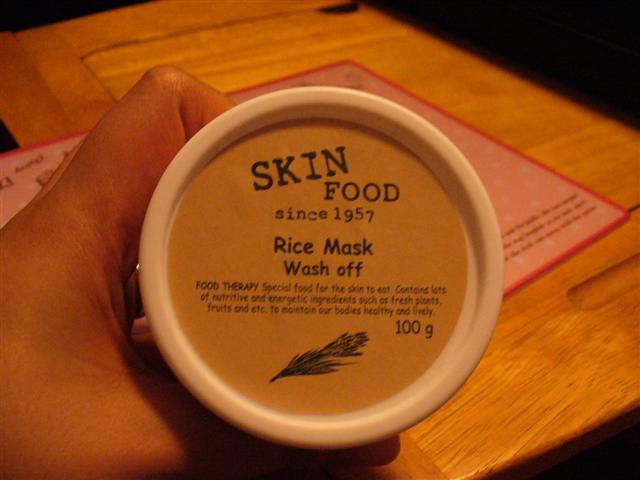 SKIN
FOOD
since 1957
Rice Mask
Wash off
FOOD THERAPY Special food for the skin to eat. Contains lots
of nutritive and energetic ingredients such as fresh plants,
fruits and etc. to maintain our bodies healthy and lively.
100 g